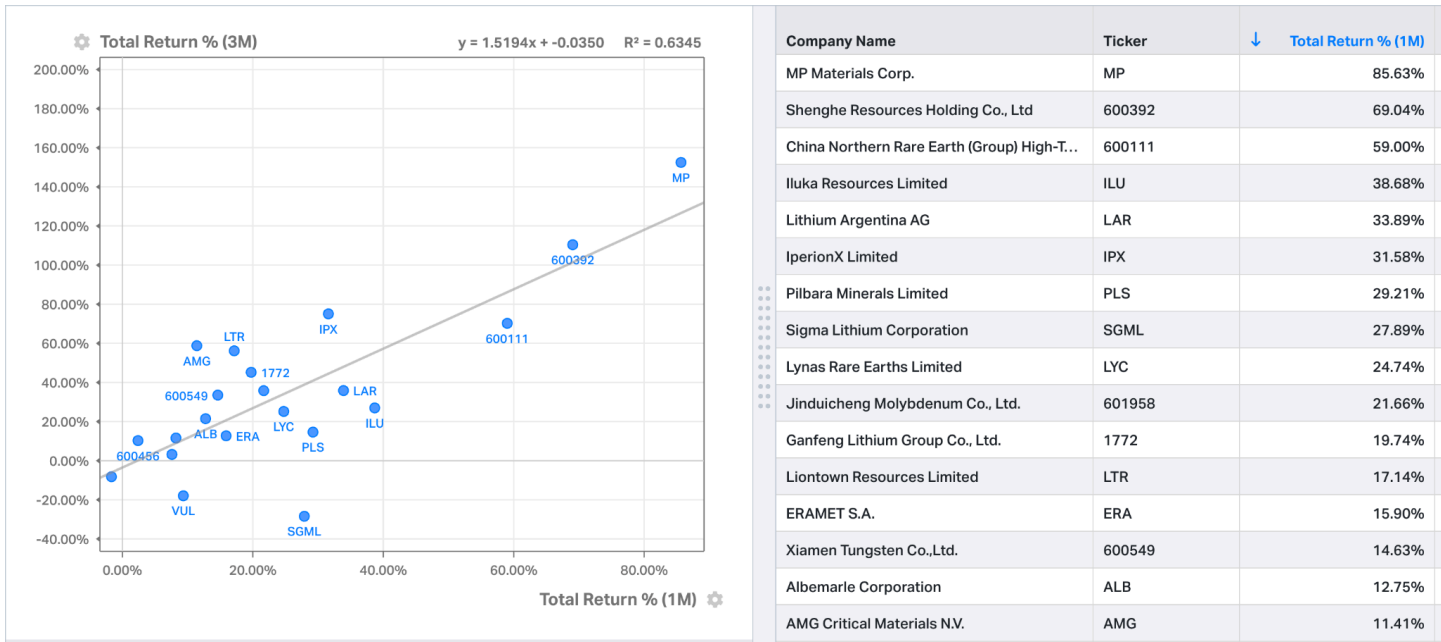 Total Return % (3M)
y = 1.5194x + -0.0350 R² = 0.6345
200.00%
180.00%
160.00%
140.00%
120.00%
100.00%
80.00%
60.00%
40.00%
20.00%
0.00%
-20.00%
-40.00%
MP
600392
600111
IPX
LTR
AMG
1772
600549
LAR
ILU
LYC
ALB
ERA
PLS
600456
VUL
SGML
0.00% 20.00% 40.00% 60.00% 80.00%
Total Return % (1M)
Company Name Ticker ↓ Total Return % (1M)
MP Materials Corp. MP 85.63%
Shenghe Resources Holding Co., Ltd 600392 69.04%
China Northern Rare Earth (Group) High-T... 600111 59.00%
Iluka Resources Limited ILU 38.68%
Lithium Argentina AG LAR 33.89%
IperionX Limited IPX 31.58%
Pilbara Minerals Limited PLS 29.21%
Sigma Lithium Corporation SGML 27.89%
Lynas Rare Earths Limited LYC 24.74%
Jinduicheng Molybdenum Co., Ltd. 601958 21.66%
Ganfeng Lithium Group Co., Ltd. 1772 19.74%
Liontown Resources Limited LTR 17.14%
ERAMET S.A. ERA 15.90%
Xiamen Tungsten Co.,Ltd. 600549 14.63%
Albemarle Corporation ALB 12.75%
AMG Critical Materials N.V. AMG 11.41%